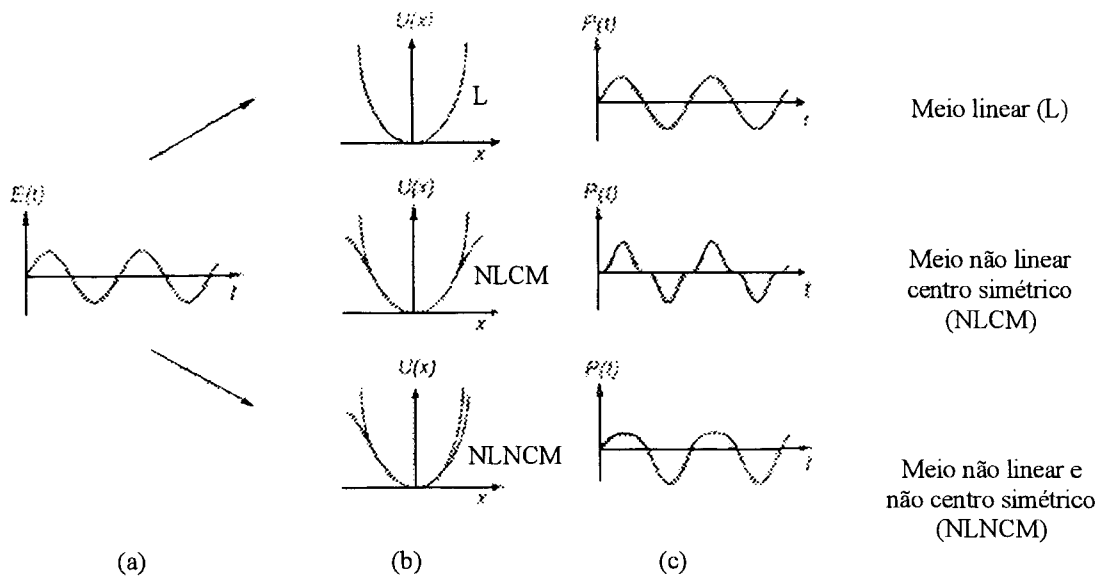 U(x)
P(t)
L
x
t
Meio linear (L)
E(t)
t
U(x)
P(t)
NLCM
x
t
Meio não linear
centro simétrico
(NLCM)
U(x)
P(t)
NLNCM
x
t
Meio não linear e
não centro simétrico
(NLNCM)
(a)
(b)
(c)